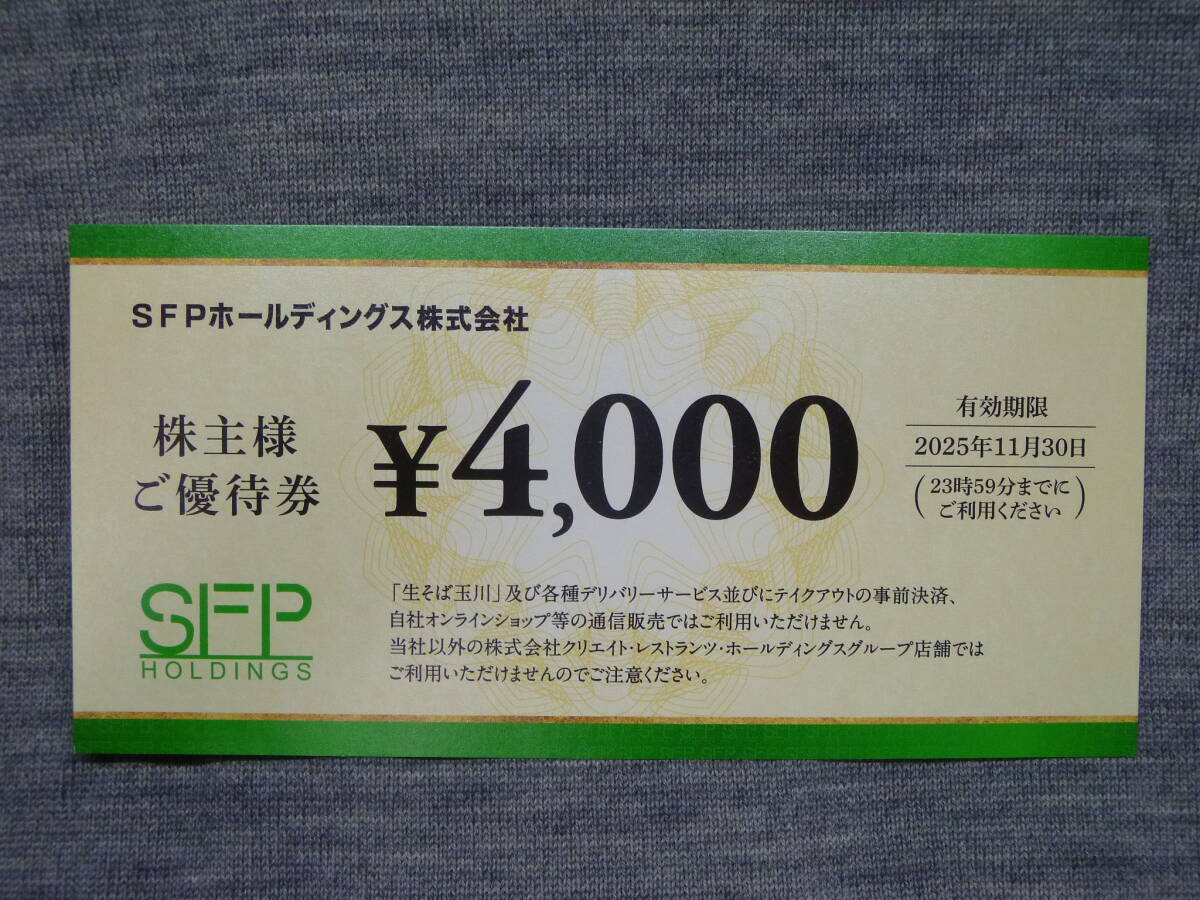 SFPホールディングス株式会社
株主様
ご優待券
¥4,000
有効期限
2025年11月30日
(23時59分までに
ご利用ください)
SFP
HOLDINGS
「生そば玉川」及び各種デリバリーサービス並びにテイクアウトの事前決済、
自社オンラインショップ等の通信販売ではご利用いただけません。
当社以外の株式会社クリエイト・レストランツ・ホールディングスグループ店舗では
ご利用いただけませんのでご注意ください。